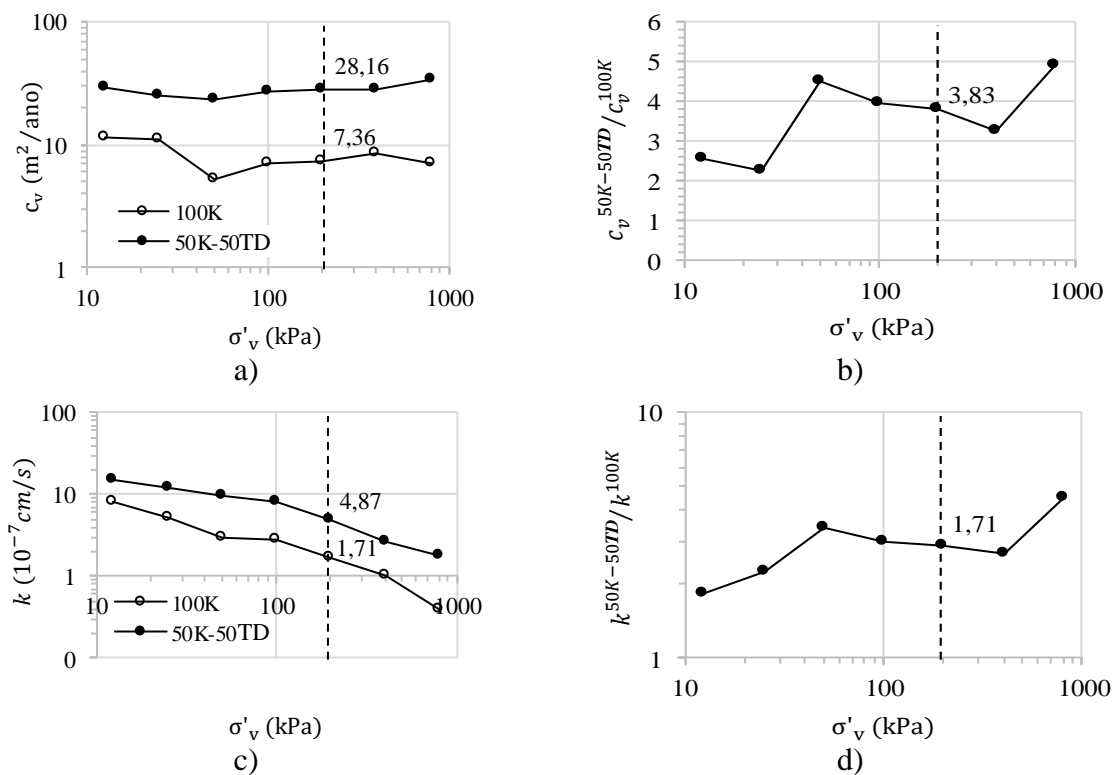 100
10
1
c_v (m²/ano)
28,16
7,36
100K
50K-50TD
10 100 1000
σ'_v (kPa)
a)
6
5
4
3
2
1
0
c_v^{50K-50TD}/c_v^{100K}
3,83
10 100 1000
σ'_v (kPa)
b)
100
10
1
0
k (10⁻⁷cm/s)
4,87
1,71
10 100 1000
100K
50K-50TD
σ'_v (kPa)
c)
10
1
k^{50K-50TD}/k^{100K}
1,71
10 100 1000
σ'_v (kPa)
d)